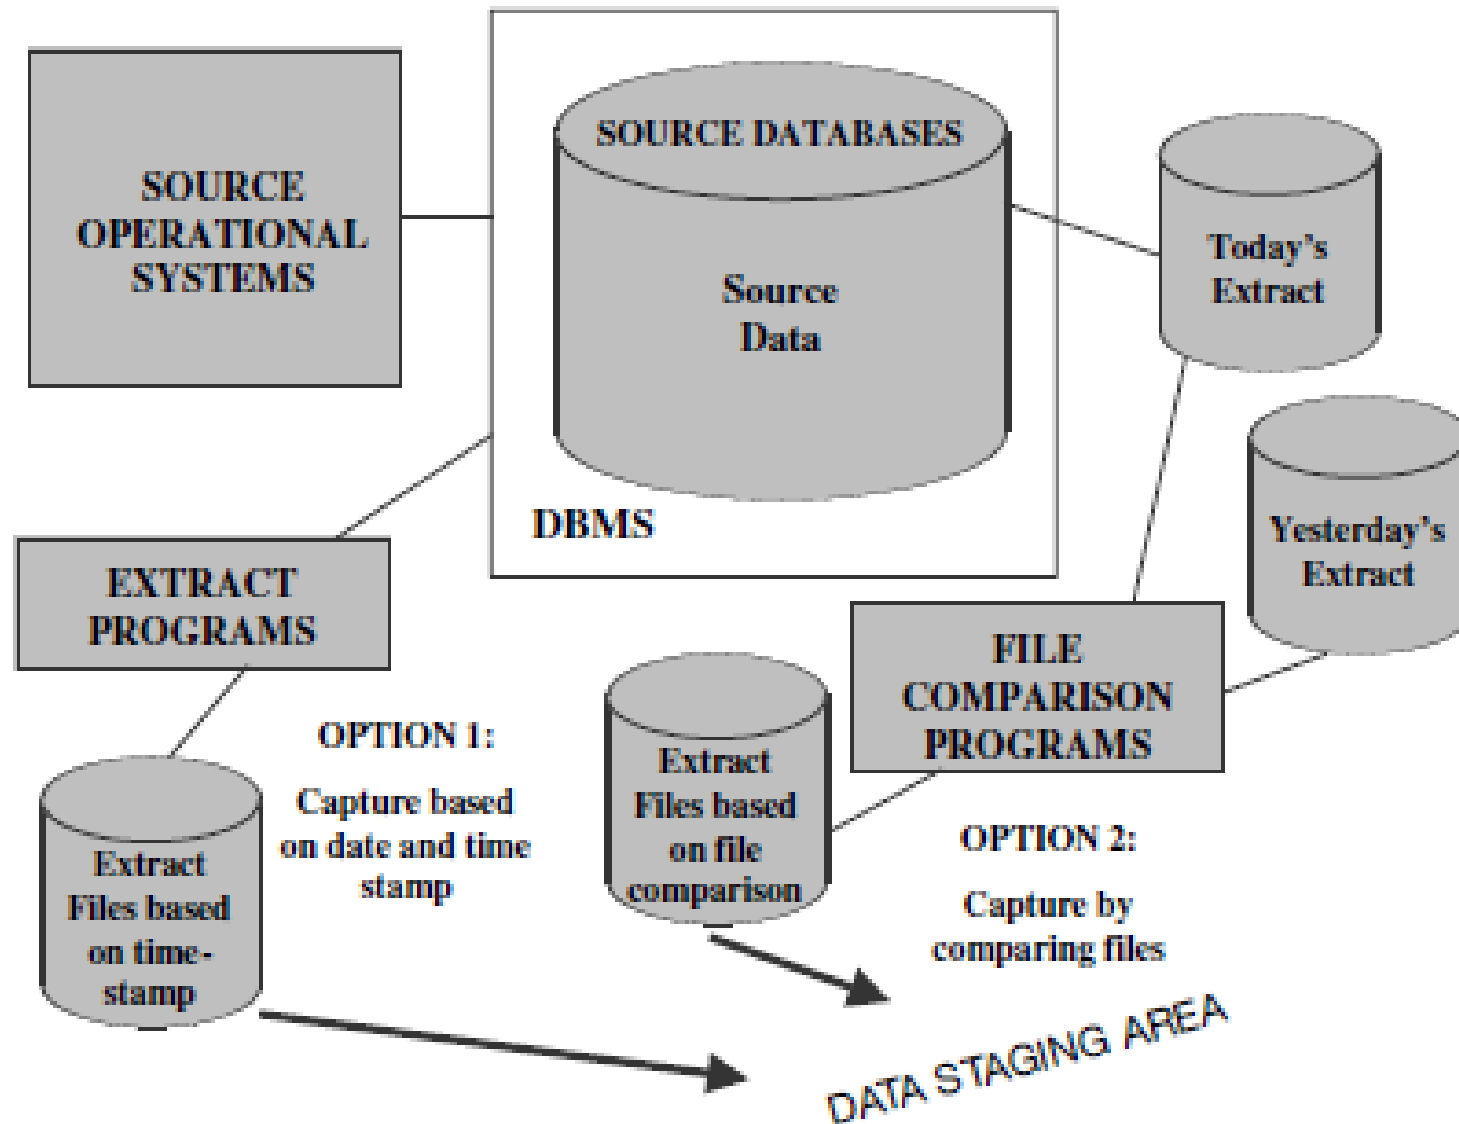 SOURCE
OPERATIONAL
SYSTEMS
SOURCE DATABASES
Source
Data
DBMS
Today's
Extract
Yesterday's
Extract
EXTRACT
PROGRAMS
FILE
COMPARISON
PROGRAMS
OPTION 1:
Capture based
on date and time
stamp
Extract
Files based
on file
comparison
OPTION 2:
Capture by
comparing files
Extract
Files based
on time-
stamp
DATA STAGING AREA